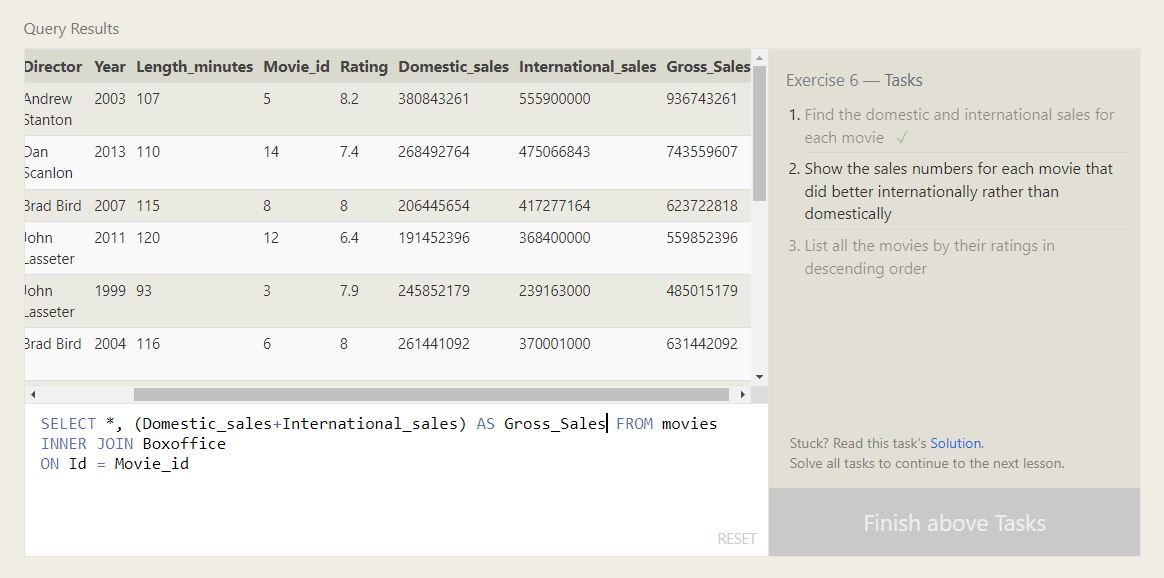 Query Results
Director Year Length_minutes Movie_id Rating Domestic_sales International_sales Gross_Sales
Andrew Stanton 2003 107 5 8.2 380843261 555900000 936743261
Dan Scanlon 2013 110 14 7.4 268492764 475066843 743559607
Brad Bird 2007 115 8 8 206445654 417277164 623722818
John Lasseter 2011 120 12 6.4 191452396 368400000 559852396
John Lasseter 1999 93 3 7.9 245852179 239163000 485015179
Brad Bird 2004 116 6 8 261441092 370001000 631442092
SELECT *, (Domestic_sales+International_sales) AS Gross_Sales FROM movies
INNER JOIN Boxoffice
ON Id = Movie_id
RESET
Exercise 6 — Tasks
1. Find the domestic and international sales for
each movie ✓
2. Show the sales numbers for each movie that
did better internationally rather than
domestically
3. List all the movies by their ratings in
descending order
Stuck? Read this task's Solution.
Solve all tasks to continue to the next lesson.
Finish above Tasks